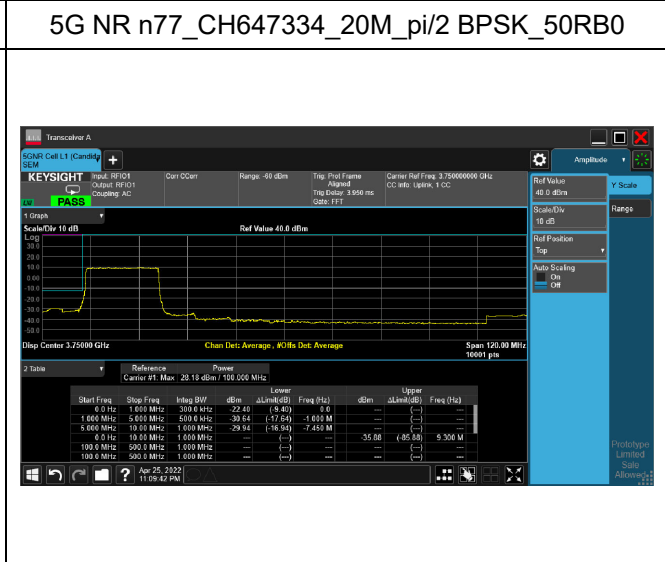 5G NR n77_CH647334_20M_pi/2 BPSK_50RB0
Transceiver A
5GNR Cell L1 (Candida
SEM
+
Amplitude
KEYSIGHT
Input: RFIO1
Output: RFIO1
Coupling: AC
Corr CCorr
Range: -60 dBm
Trig: Prot Frame
Aligned
Trig Delay: 3.950 ms
Gate: FFT
Carrier Ref Freq: 3.750000000 GHz
CC Info: Uplink, 1 CC
PASS
Ref Value
40.0 dBm
Y Scale
Scale/Div
10 dB
Range
Ref Position
Top
Auto Scaling
On
Off
1 Graph
Scale/Div 10 dB
Ref Value 40.0 dBm
Log
30.0
20.0
10.0
0.00
-10.0
-20.0
-30.0
-40.0
-50.0
Disp Center 3.75000 GHz
Chan Det: Average , #Offs Det: Average
Span 120.00 MHz
10001 pts
2 Table
Reference Power
Carrier #1: Max 28.18 dBm / 100.000 MHz
Lower Upper
Start Freq Stop Freq Integ BW dBm ΔLimit(dB) Freq (Hz) dBm ΔLimit(dB) Freq (Hz)
0.0 Hz 1.000 MHz 300.0 kHz -22.40 (-9.40) 0.0 --- (---) ---
1.000 MHz 5.000 MHz 500.0 kHz -30.64 (-17.64) -1.000 M --- (---) ---
5.000 MHz 10.00 MHz 1.000 MHz -29.94 (-16.94) -7.450 M --- (---) ---
0.0 Hz 10.00 MHz 1.000 MHz --- (---) --- -35.88 (-85.88) 9.300 M
100.0 MHz 500.0 MHz 1.000 MHz --- (---) --- --- (---) ---
100.0 MHz 500.0 MHz 1.000 MHz --- (---) --- --- (---) ---
Prototype
Limited
Sale
Allowed
?
Apr 25, 2022
11:09:42 PM